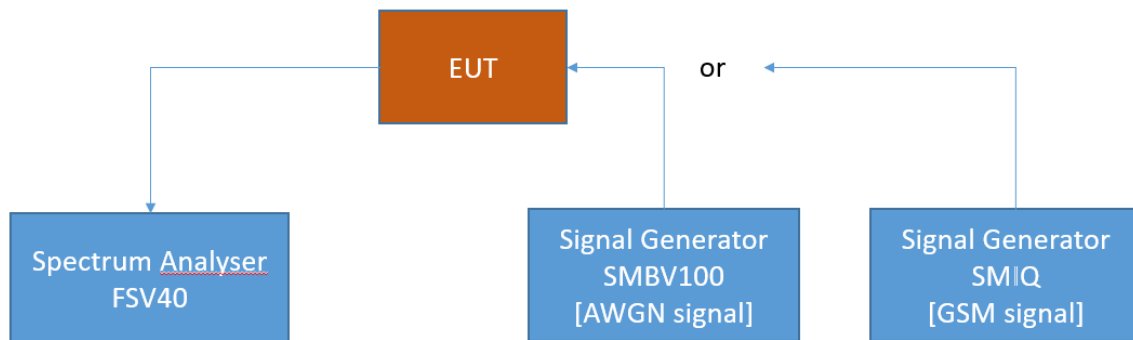 EUT
or
Spectrum Analyser
FSV40
Signal Generator
SMBV100
[AWGN signal]
Signal Generator
SMIQ
[GSM signal]